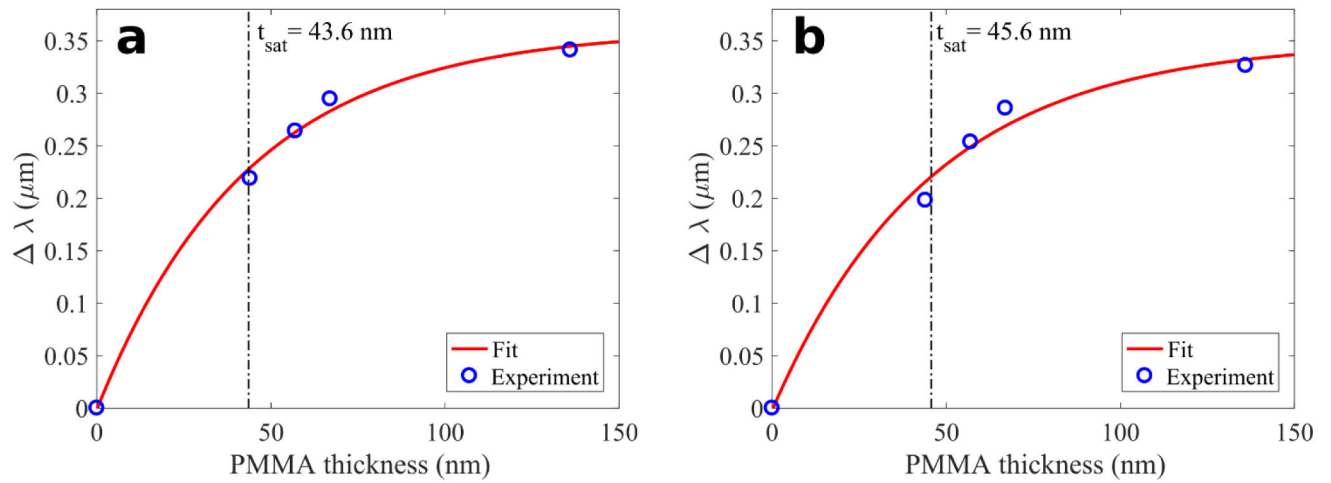 a
t_sat = 43.6 nm
0.35
0.3
0.25
0.2
0.15
0.1
0.05
0
Δ λ (μm)
Fit
Experiment
0 50 100 150
PMMA thickness (nm)
b
t_sat = 45.6 nm
0.35
0.3
0.25
0.2
0.15
0.1
0.05
0
Δ λ (μm)
Fit
Experiment
0 50 100 150
PMMA thickness (nm)